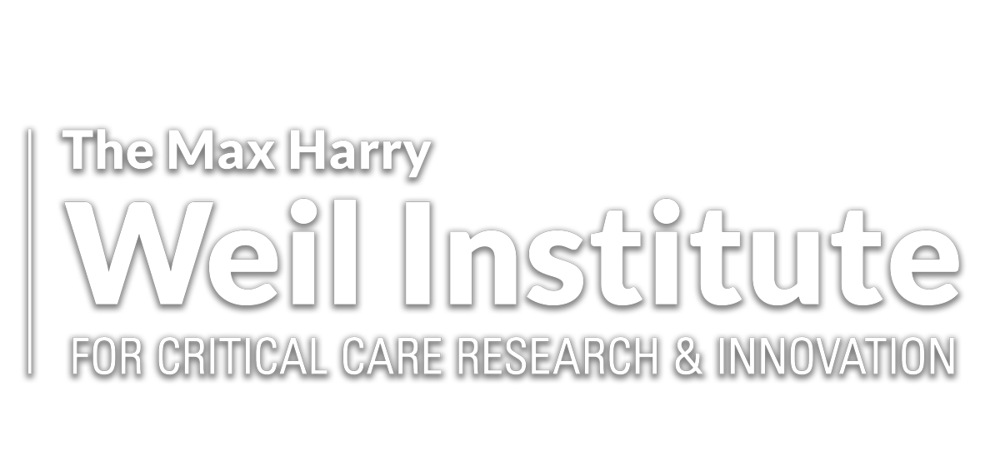 The Max Harry
Weil Institute
FOR CRITICAL CARE RESEARCH & INNOVATION